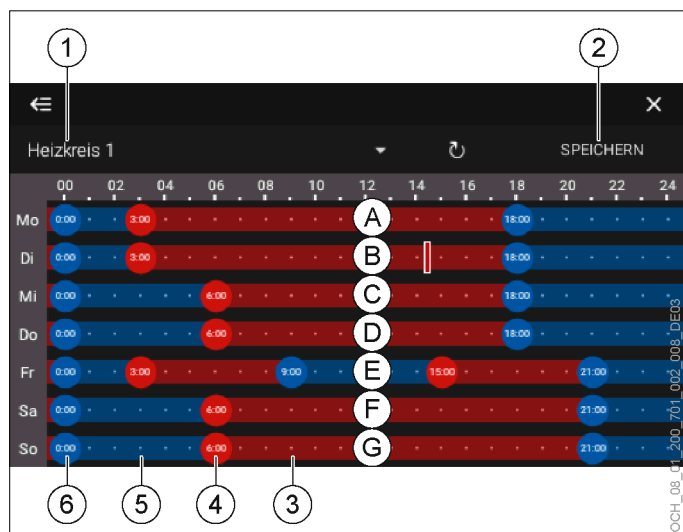 1 2
Heizkreis 1 SPEICHERN
00 02 04 06 08 10 12 14 16 18 20 22 24
Mo 0:00 3:00 A 18:00
Di 0:00 3:00 B 18:00
Mi 0:00 6:00 C 18:00
Do 0:00 6:00 D 18:00
Fr 0:00 3:00 9:00 E 15:00 21:00
Sa 0:00 6:00 F 21:00
So 0:00 6:00 G 21:00
6 5 4 3
OCH_08_01_200_701_002_008_DE03